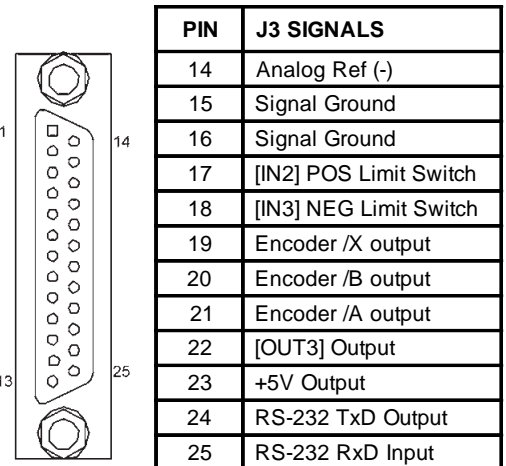 PIN J3 SIGNALS
14 Analog Ref (-)
15 Signal Ground
16 Signal Ground
17 [IN2] POS Limit Switch
18 [IN3] NEG Limit Switch
19 Encoder /X output
20 Encoder /B output
21 Encoder /A output
22 [OUT3] Output
23 +5V Output
24 RS-232 TxD Output
25 RS-232 RxD Input
1
14
13
25